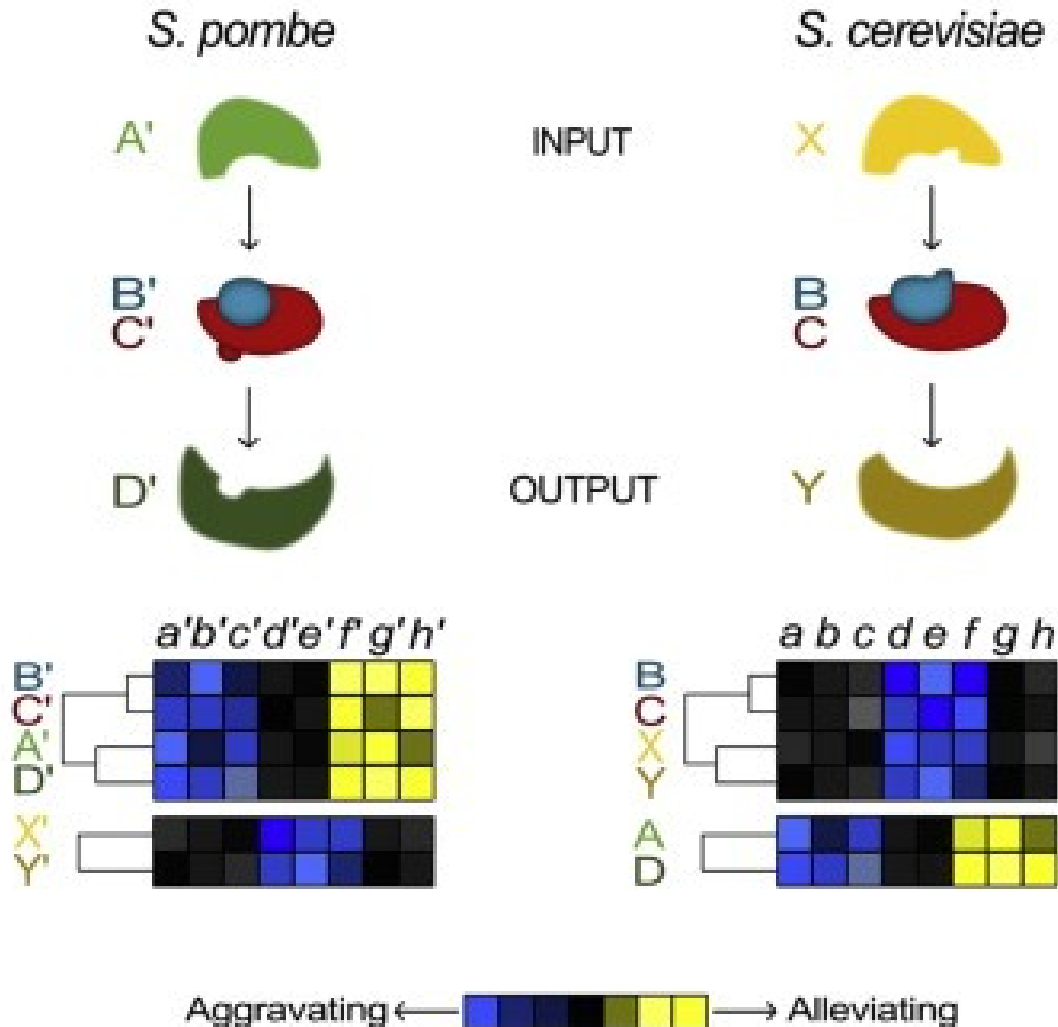 S. pombe
S. cerevisiae
A'
INPUT
X
B'
C'
B
C
D'
OUTPUT
Y
a' b' c' d' e' f' g' h'
B'
C'
A'
D'
X'
Y'
a b c d e f g h
B
C
X
Y
A
D
Aggravating
Alleviating